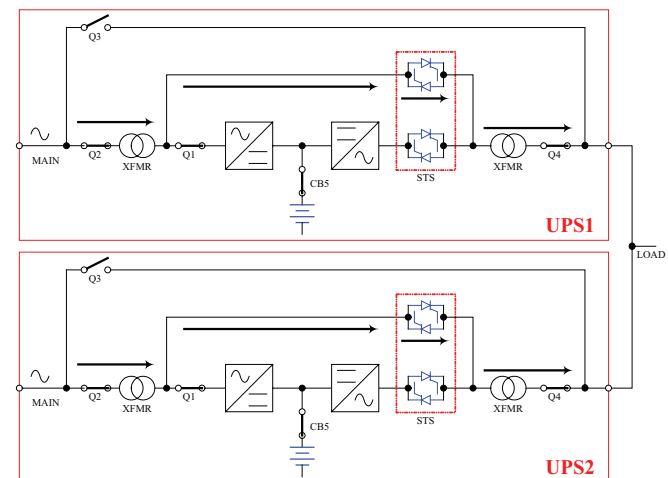 Q3
MAIN
Q2
XFMR
Q1
CB5
STS
XFMR
Q4
UPS1
LOAD
Q3
MAIN
Q2
XFMR
Q1
CB5
STS
XFMR
Q4
UPS2